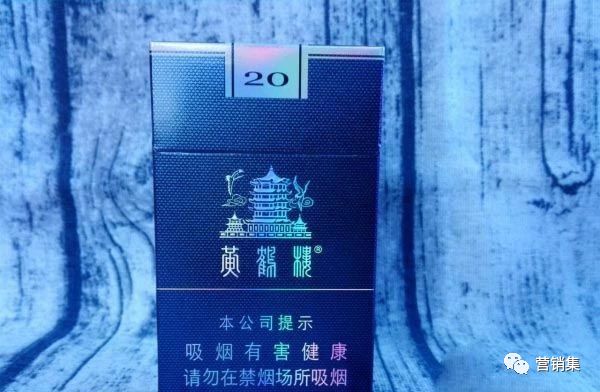 20
黄鹤楼®
本公司提示
吸烟有害健康
请勿在禁烟场所吸烟
营销集